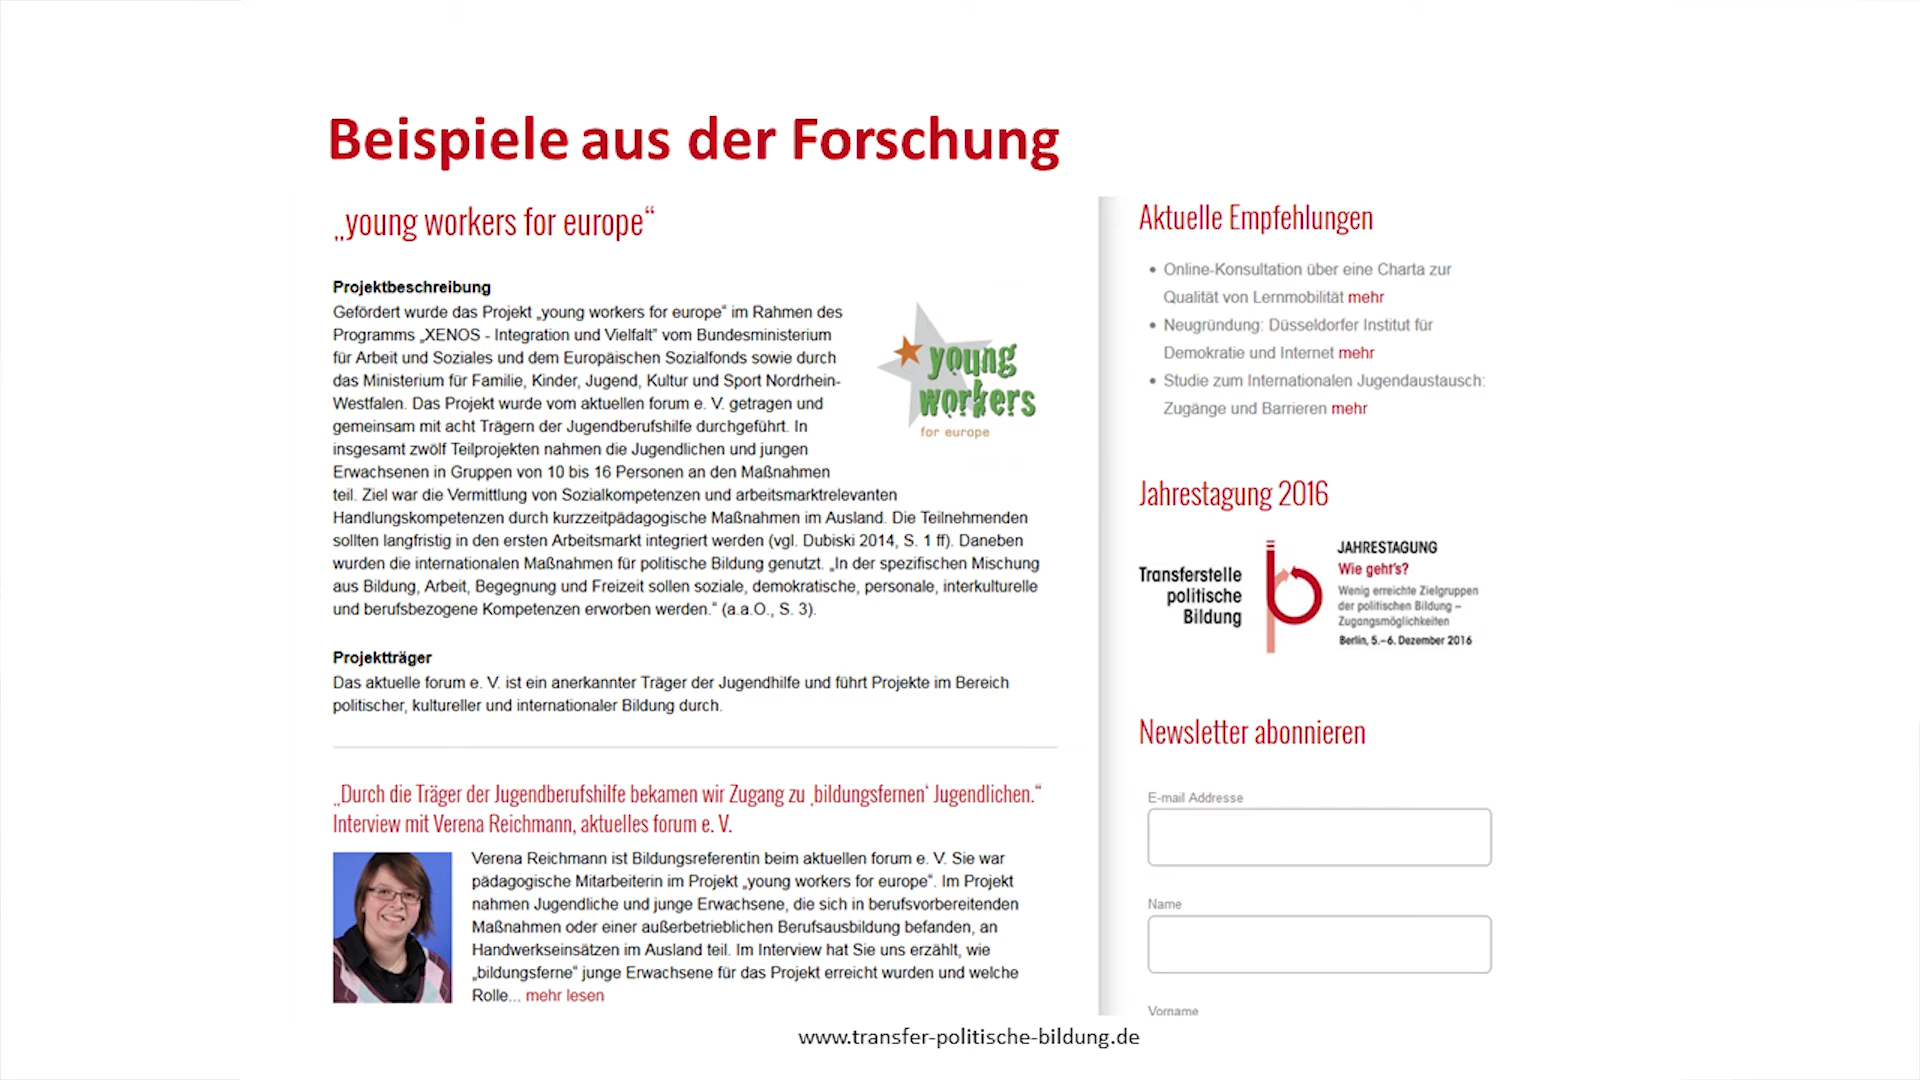 Beispiele aus der Forschung
„young workers for europe“
Projektbeschreibung
Gefördert wurde das Projekt „young workers for europe“ im Rahmen des
Programms „XENOS - Integration und Vielfalt“ vom Bundesministerium
für Arbeit und Soziales und dem Europäischen Sozialfonds sowie durch
das Ministerium für Familie, Kinder, Jugend, Kultur und Sport Nordrhein-
Westfalen. Das Projekt wurde vom aktuellen forum e. V. getragen und
gemeinsam mit acht Trägern der Jugendberufshilfe durchgeführt. In
insgesamt zwölf Teilprojekten nahmen die Jugendlichen und jungen
Erwachsenen in Gruppen von 10 bis 16 Personen an den Maßnahmen
teil. Ziel war die Vermittlung von Sozialkompetenzen und arbeitsmarktrelevanten
Handlungskompetenzen durch kurzzeitpädagogische Maßnahmen im Ausland. Die Teilnehmenden
sollten langfristig in den ersten Arbeitsmarkt integriert werden (vgl. Dubiski 2014, S. 1 ff). Daneben
wurden die internationalen Maßnahmen für politische Bildung genutzt. „In der spezifischen Mischung
aus Bildung, Arbeit, Begegnung und Freizeit sollen soziale, demokratische, personale, interkulturelle
und berufsbezogene Kompetenzen erworben werden.“ (a.a.O., S. 3).
young
workers
for europe
Projektträger
Das aktuelle forum e. V. ist ein anerkannter Träger der Jugendhilfe und führt Projekte im Bereich
politischer, kultureller und internationaler Bildung durch.
„Durch die Träger der Jugendberufshilfe bekamen wir Zugang zu ‚bildungsfernen‘ Jugendlichen.“
Interview mit Verena Reichmann, aktuelles forum e. V.
Verena Reichmann ist Bildungsreferentin beim aktuellen forum e. V. Sie war
pädagogische Mitarbeiterin im Projekt „young workers for europe“. Im Projekt
nahmen Jugendliche und junge Erwachsene, die sich in berufsvorbereitenden
Maßnahmen oder einer außerbetrieblichen Berufsausbildung befanden, an
Handwerkseinsätzen im Ausland teil. Im Interview hat Sie uns erzählt, wie
„bildungsferne“ junge Erwachsene für das Projekt erreicht wurden und welche
Rolle... mehr lesen
Aktuelle Empfehlungen
• Online-Konsultation über eine Charta zur
Qualität von Lernmobilität mehr
• Neugründung: Düsseldorfer Institut für
Demokratie und Internet mehr
• Studie zum Internationalen Jugendaustausch:
Zugänge und Barrieren mehr
Jahrestagung 2016
Transferstelle
politische
Bildung
JAHRESTAGUNG
Wie geht's?
Wenig erreichte Zielgruppen
der politischen Bildung –
Zugangsmöglichkeiten
Berlin, 5.–6. Dezember 2016
Newsletter abonnieren
E-mail Addresse
Name
Vorname
www.transfer-politische-bildung.de